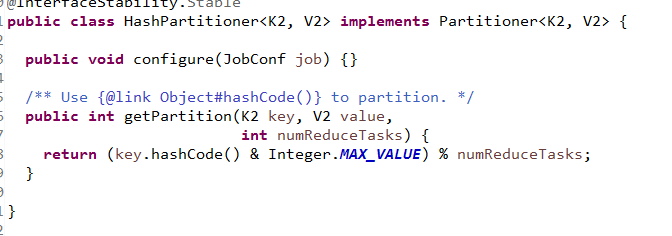 @InterfaceStability.Stable
public class HashPartitioner<K2, V2> implements Partitioner<K2, V2> {
public void configure(JobConf job) {}
/** Use {@link Object#hashCode()} to partition. */
public int getPartition(K2 key, V2 value,
int numReduceTasks) {
return (key.hashCode() & Integer.MAX_VALUE) % numReduceTasks;
}
}